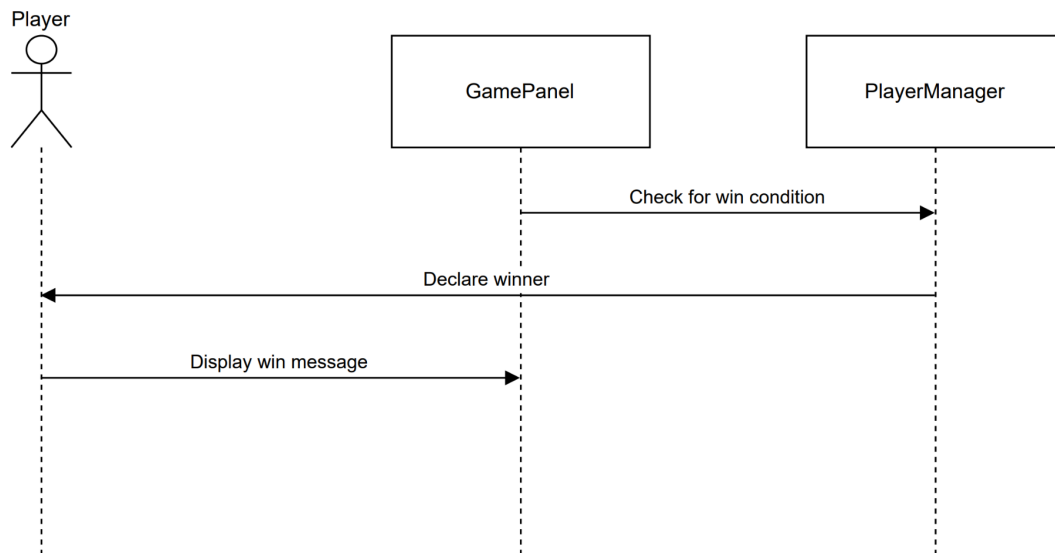 Player
GamePanel
PlayerManager
Check for win condition
Declare winner
Display win message